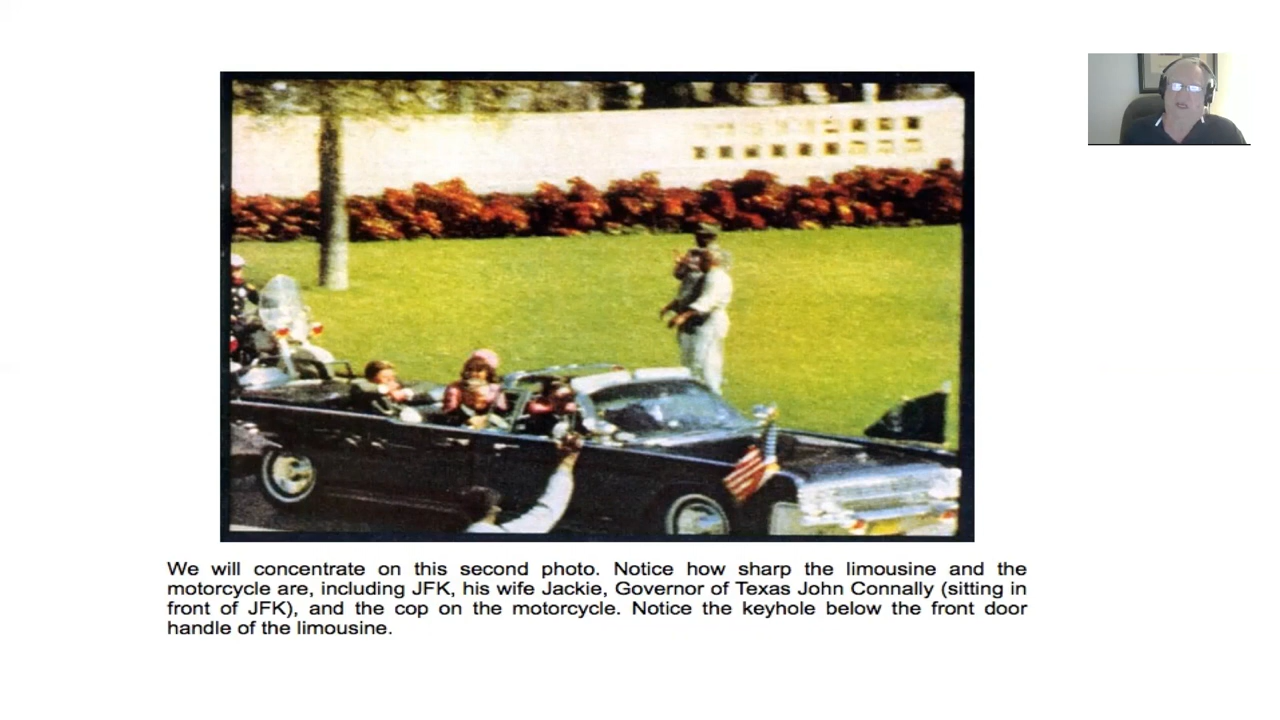 We will concentrate on this second photo. Notice how sharp the limousine and the
motorcycle are, including JFK, his wife Jackie, Governor of Texas John Connally (sitting in
front of JFK), and the cop on the motorcycle. Notice the keyhole below the front door
handle of the limousine.